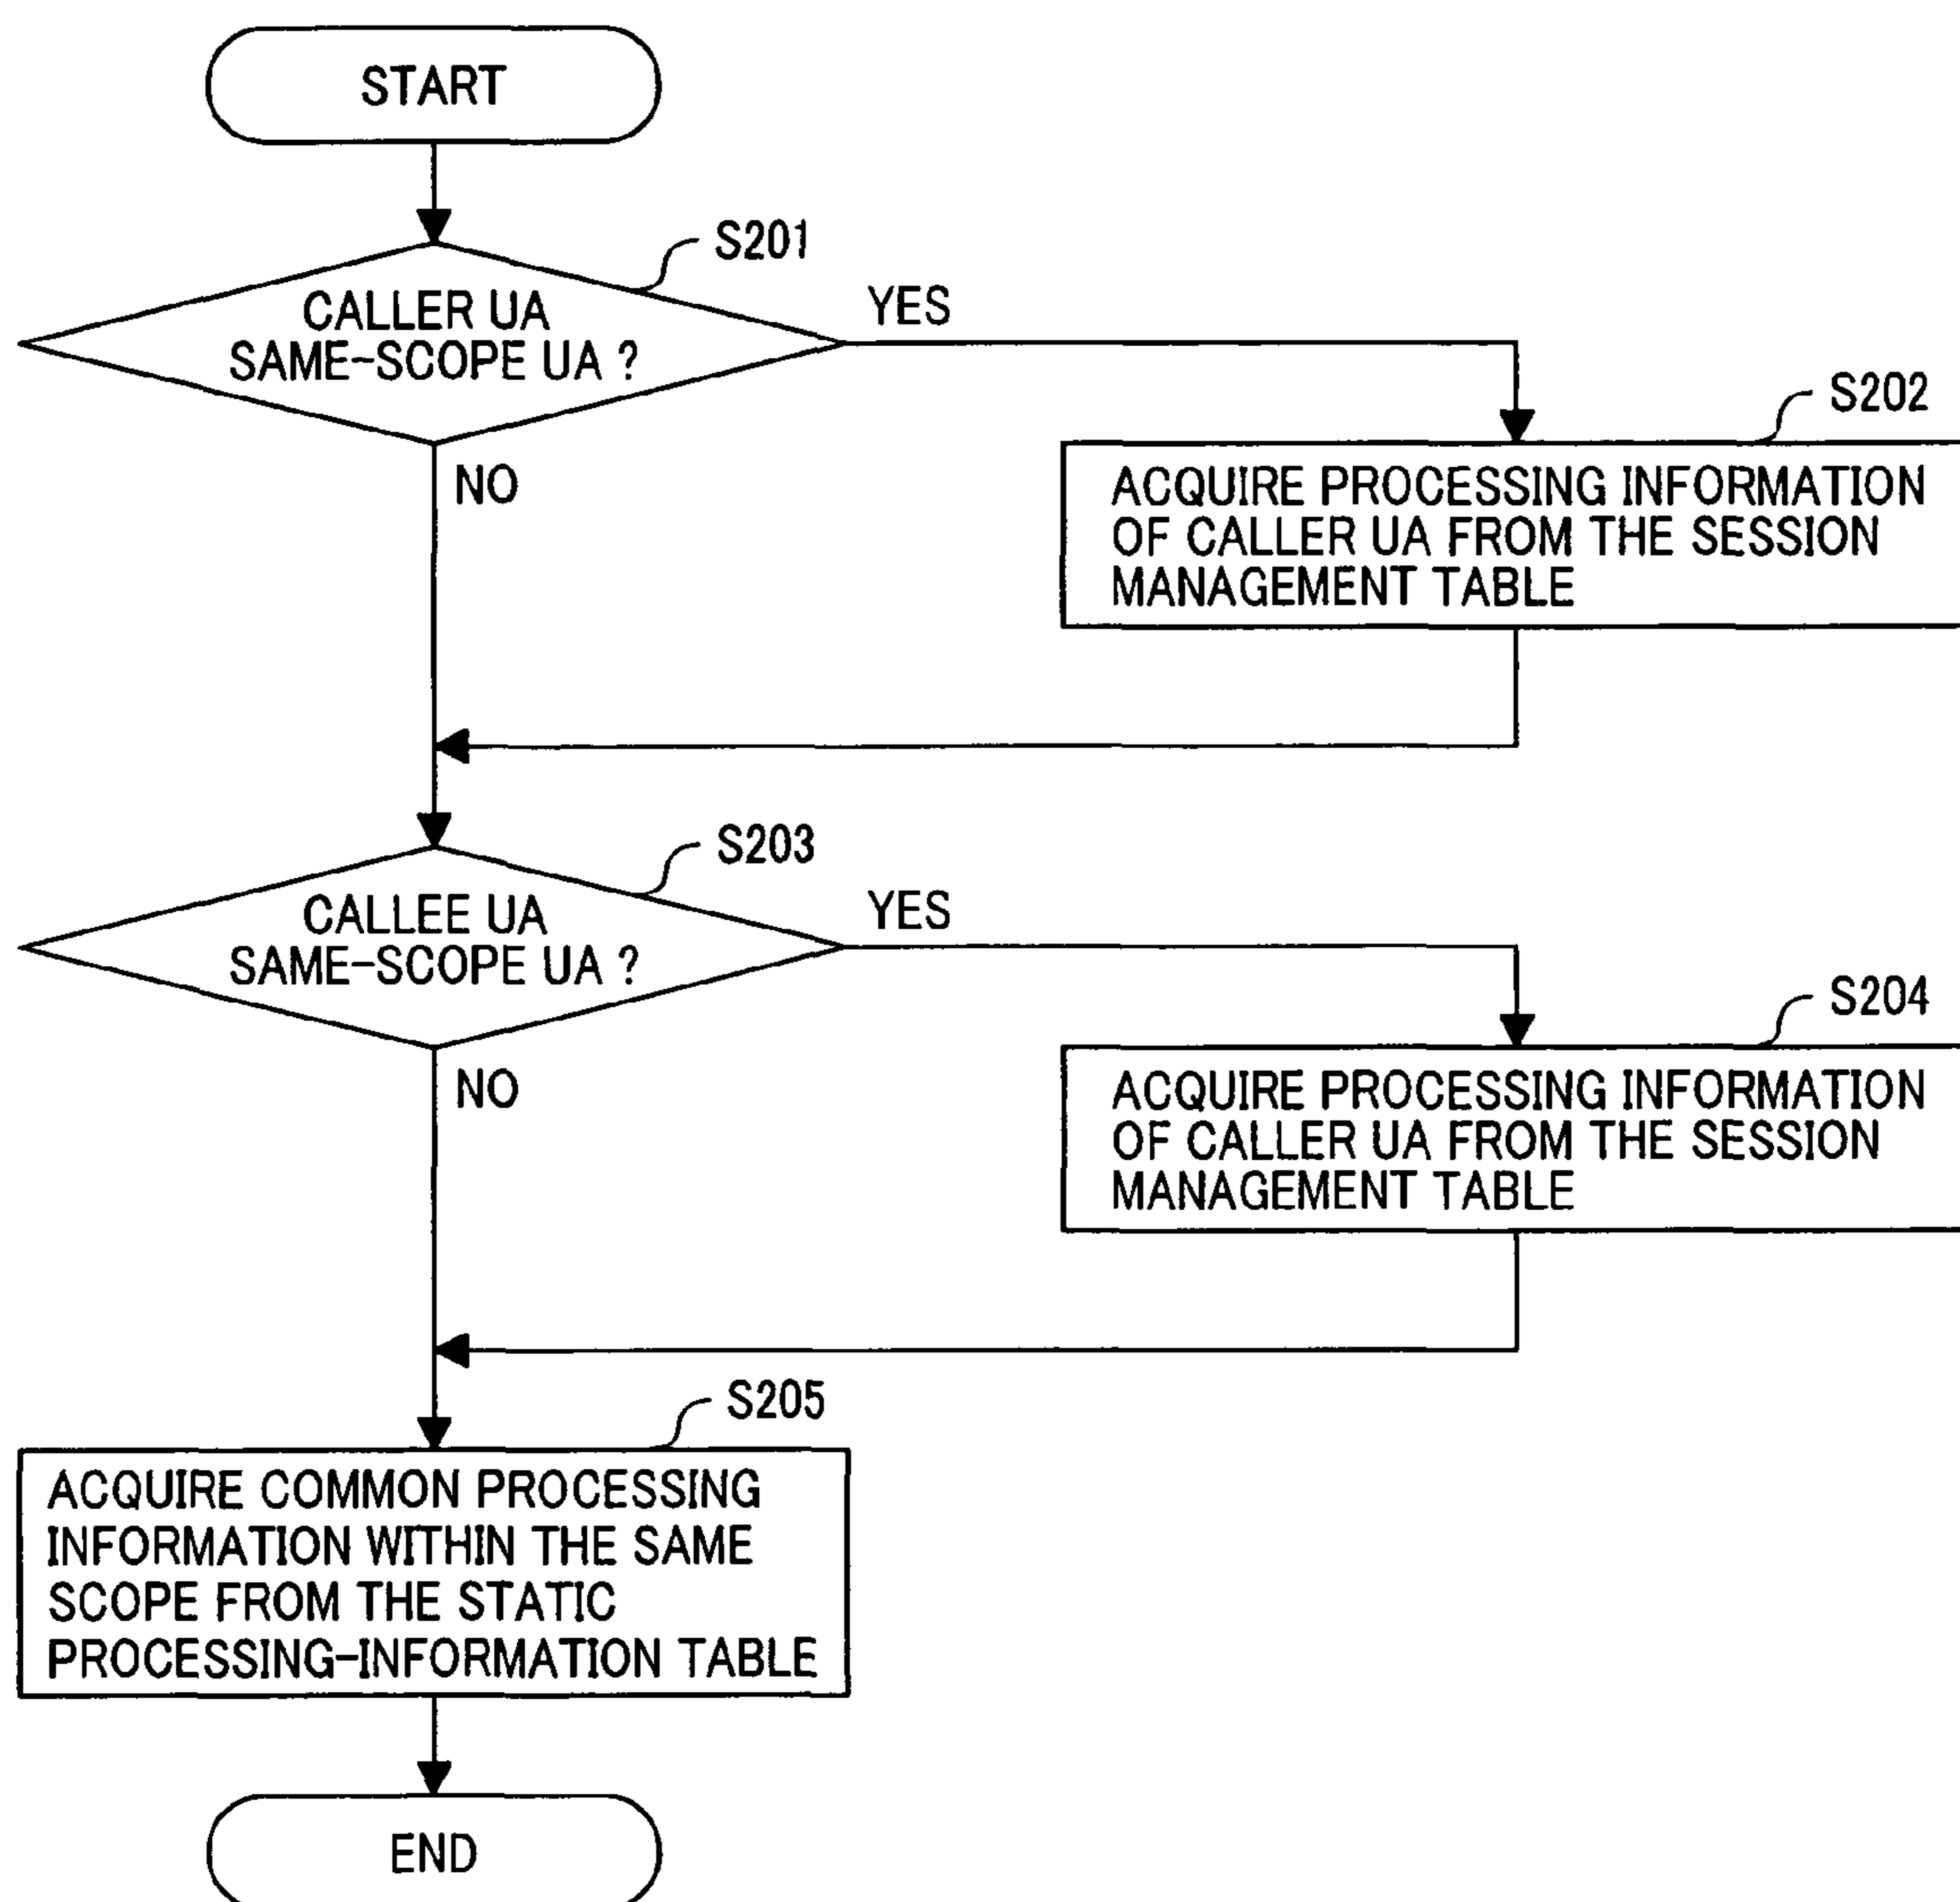 START
S201
CALLER UA
SAME-SCOPE UA ?
YES
NO
S202
ACQUIRE PROCESSING INFORMATION
OF CALLER UA FROM THE SESSION
MANAGEMENT TABLE
S203
CALLEE UA
SAME-SCOPE UA ?
YES
NO
S204
ACQUIRE PROCESSING INFORMATION
OF CALLER UA FROM THE SESSION
MANAGEMENT TABLE
S205
ACQUIRE COMMON PROCESSING
INFORMATION WITHIN THE SAME
SCOPE FROM THE STATIC
PROCESSING-INFORMATION TABLE
END